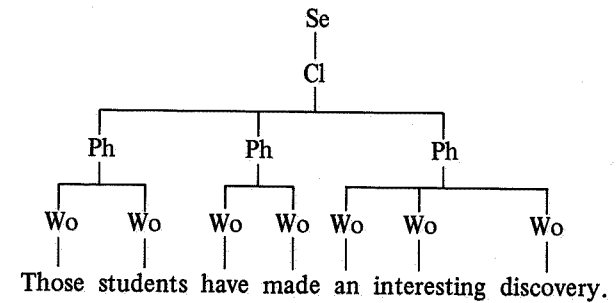 Se
Cl
Ph Ph Ph
Wo Wo Wo Wo Wo Wo Wo
Those students have made an interesting discovery.